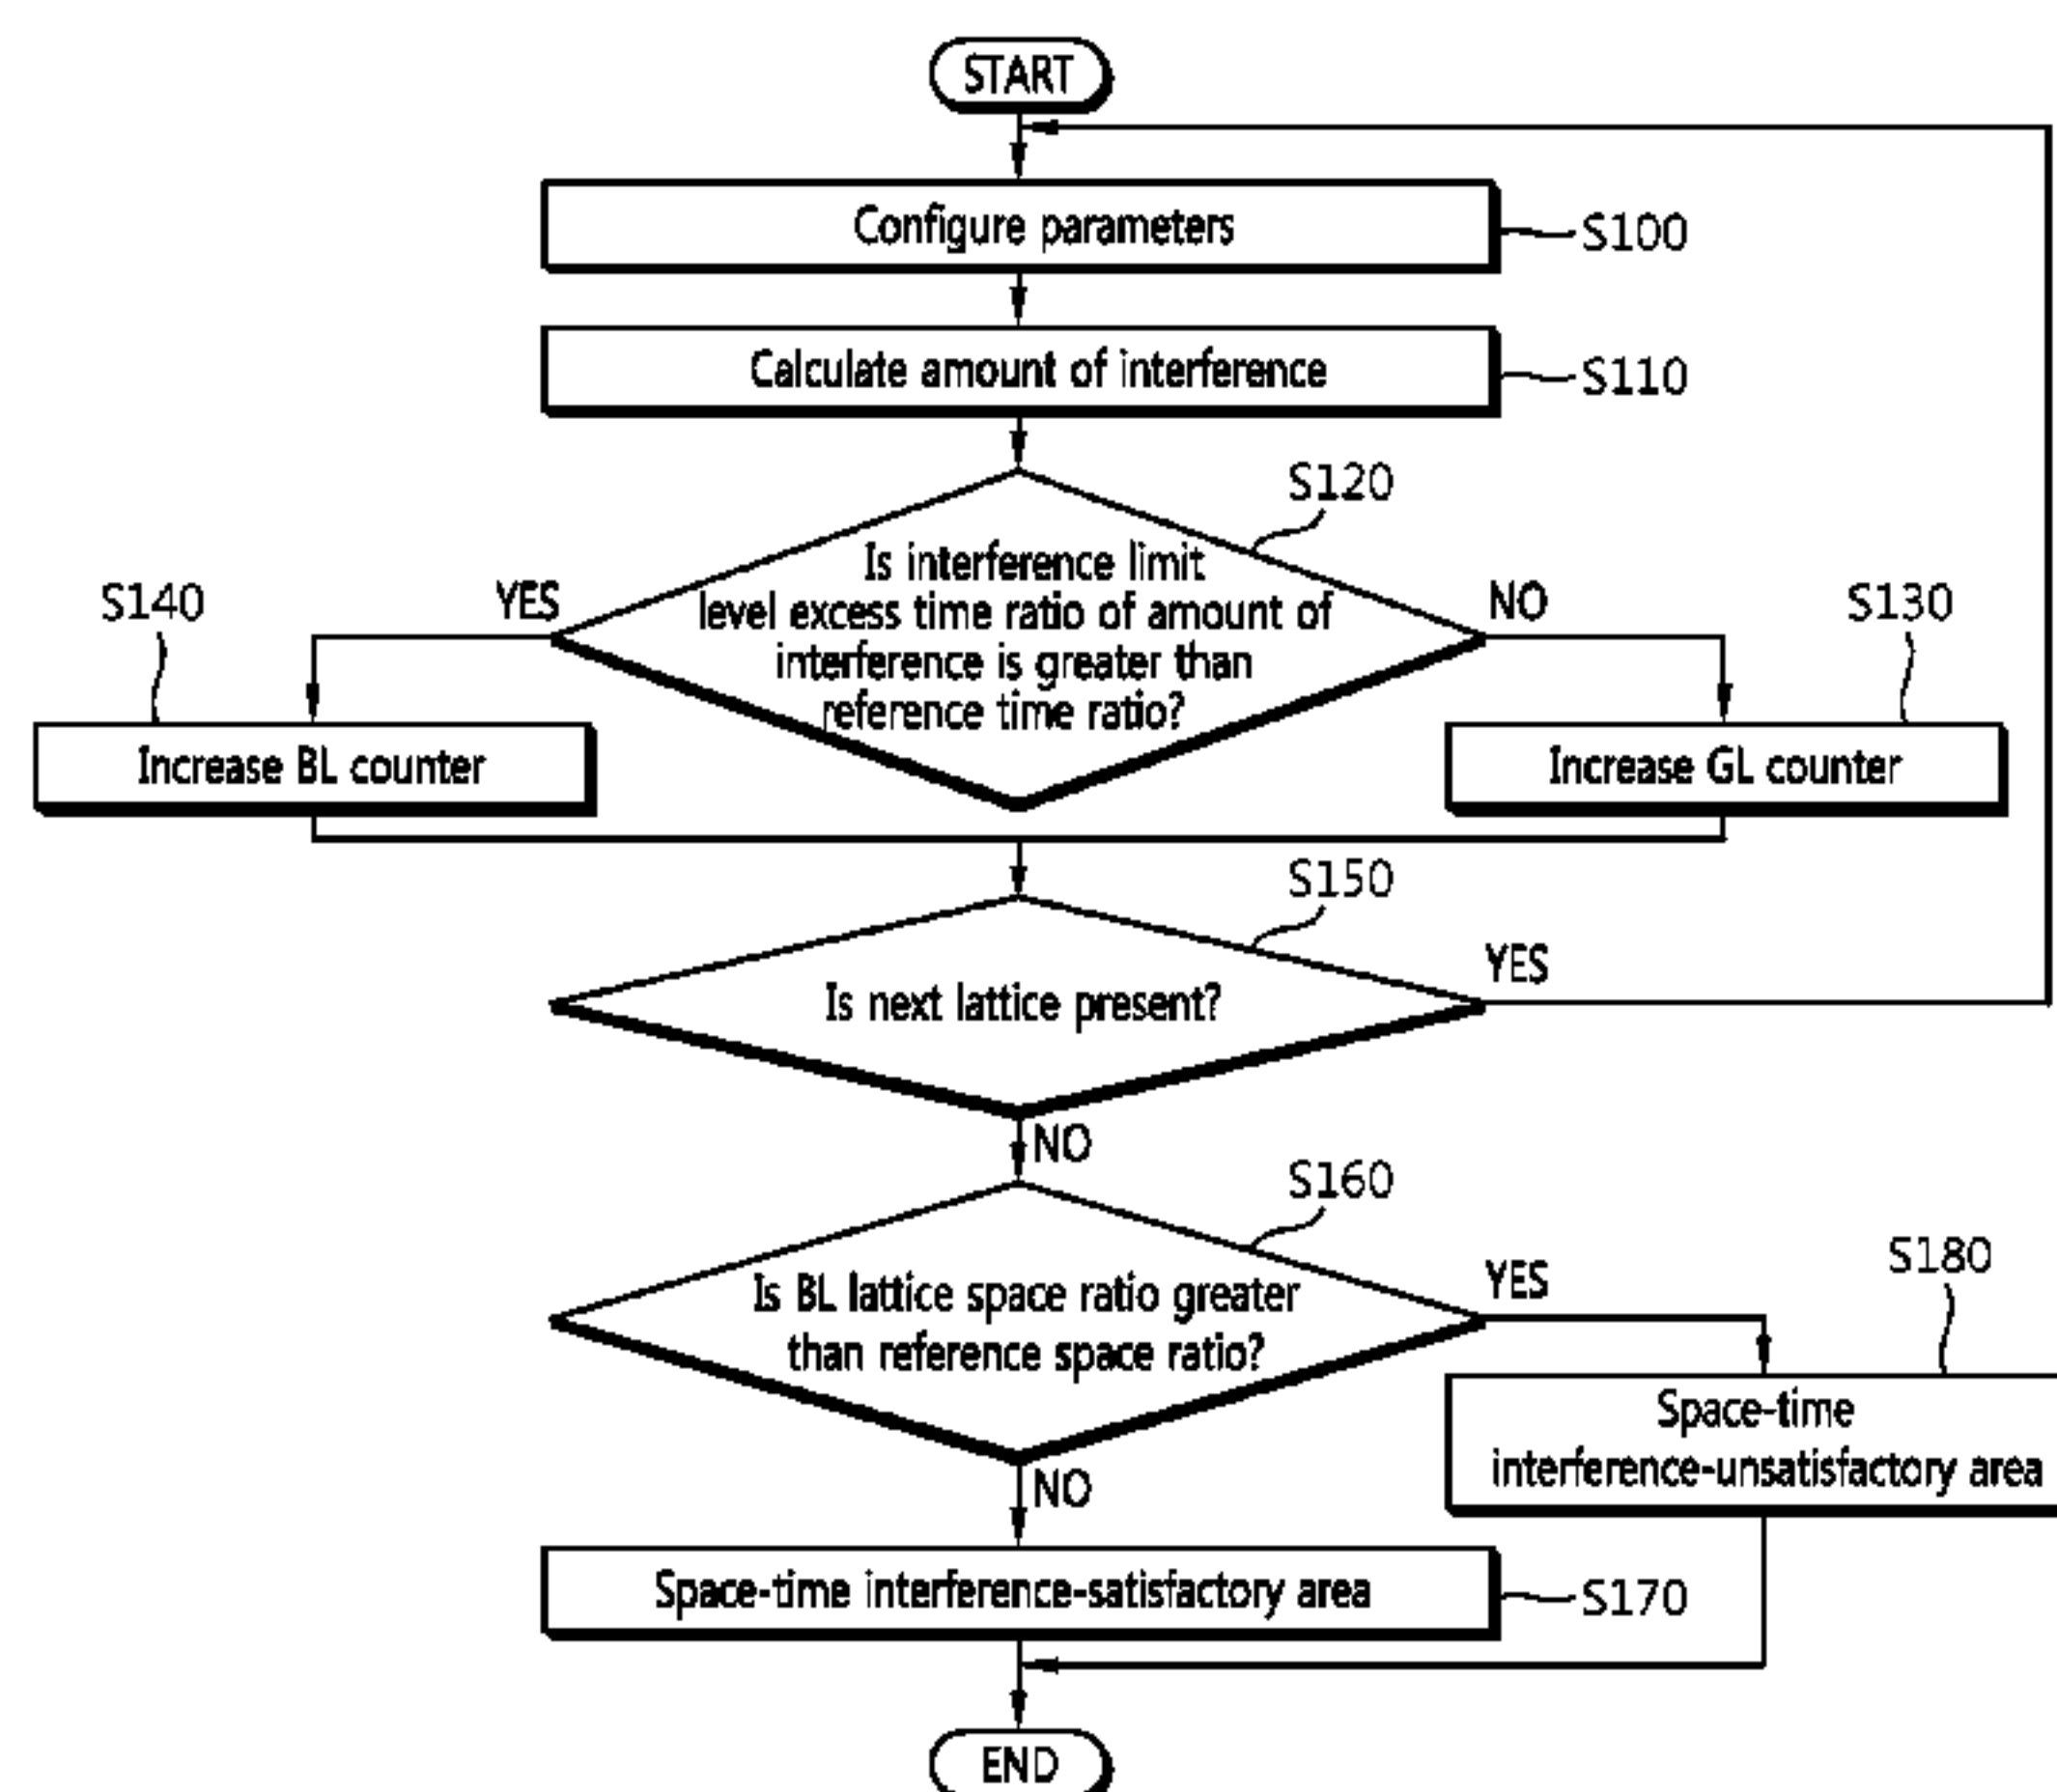 START
Configure parameters
S100
Calculate amount of interference
S110
S120
Is interference limit
level excess time ratio of amount of
interference is greater than
reference time ratio?
YES
NO
S140
S130
Increase BL counter
Increase GL counter
S150
Is next lattice present?
YES
NO
S160
Is BL lattice space ratio greater
than reference space ratio?
YES
S180
Space-time
interference-unsatisfactory area
NO
Space-time interference-satisfactory area
S170
END